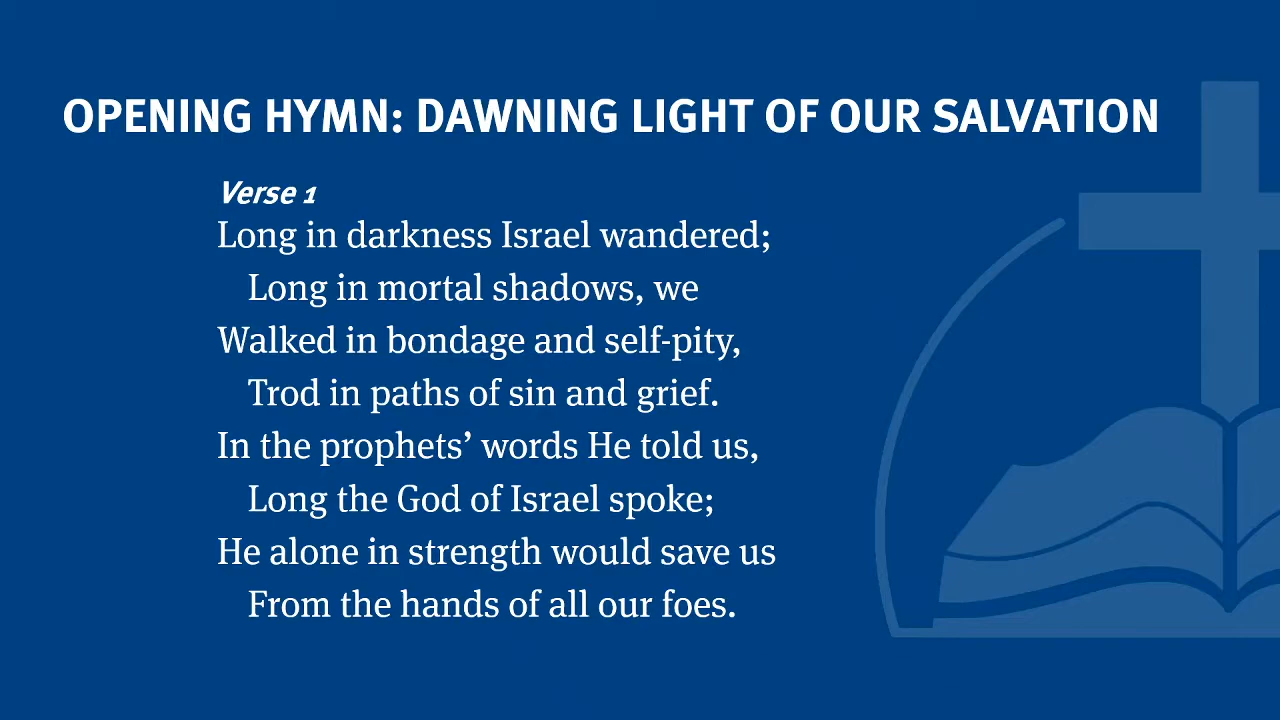 OPENING HYMN: DAWNING LIGHT OF OUR SALVATION
Verse 1
Long in darkness Israel wandered;
Long in mortal shadows, we
Walked in bondage and self-pity,
Trod in paths of sin and grief.
In the prophets’ words He told us,
Long the God of Israel spoke;
He alone in strength would save us
From the hands of all our foes.